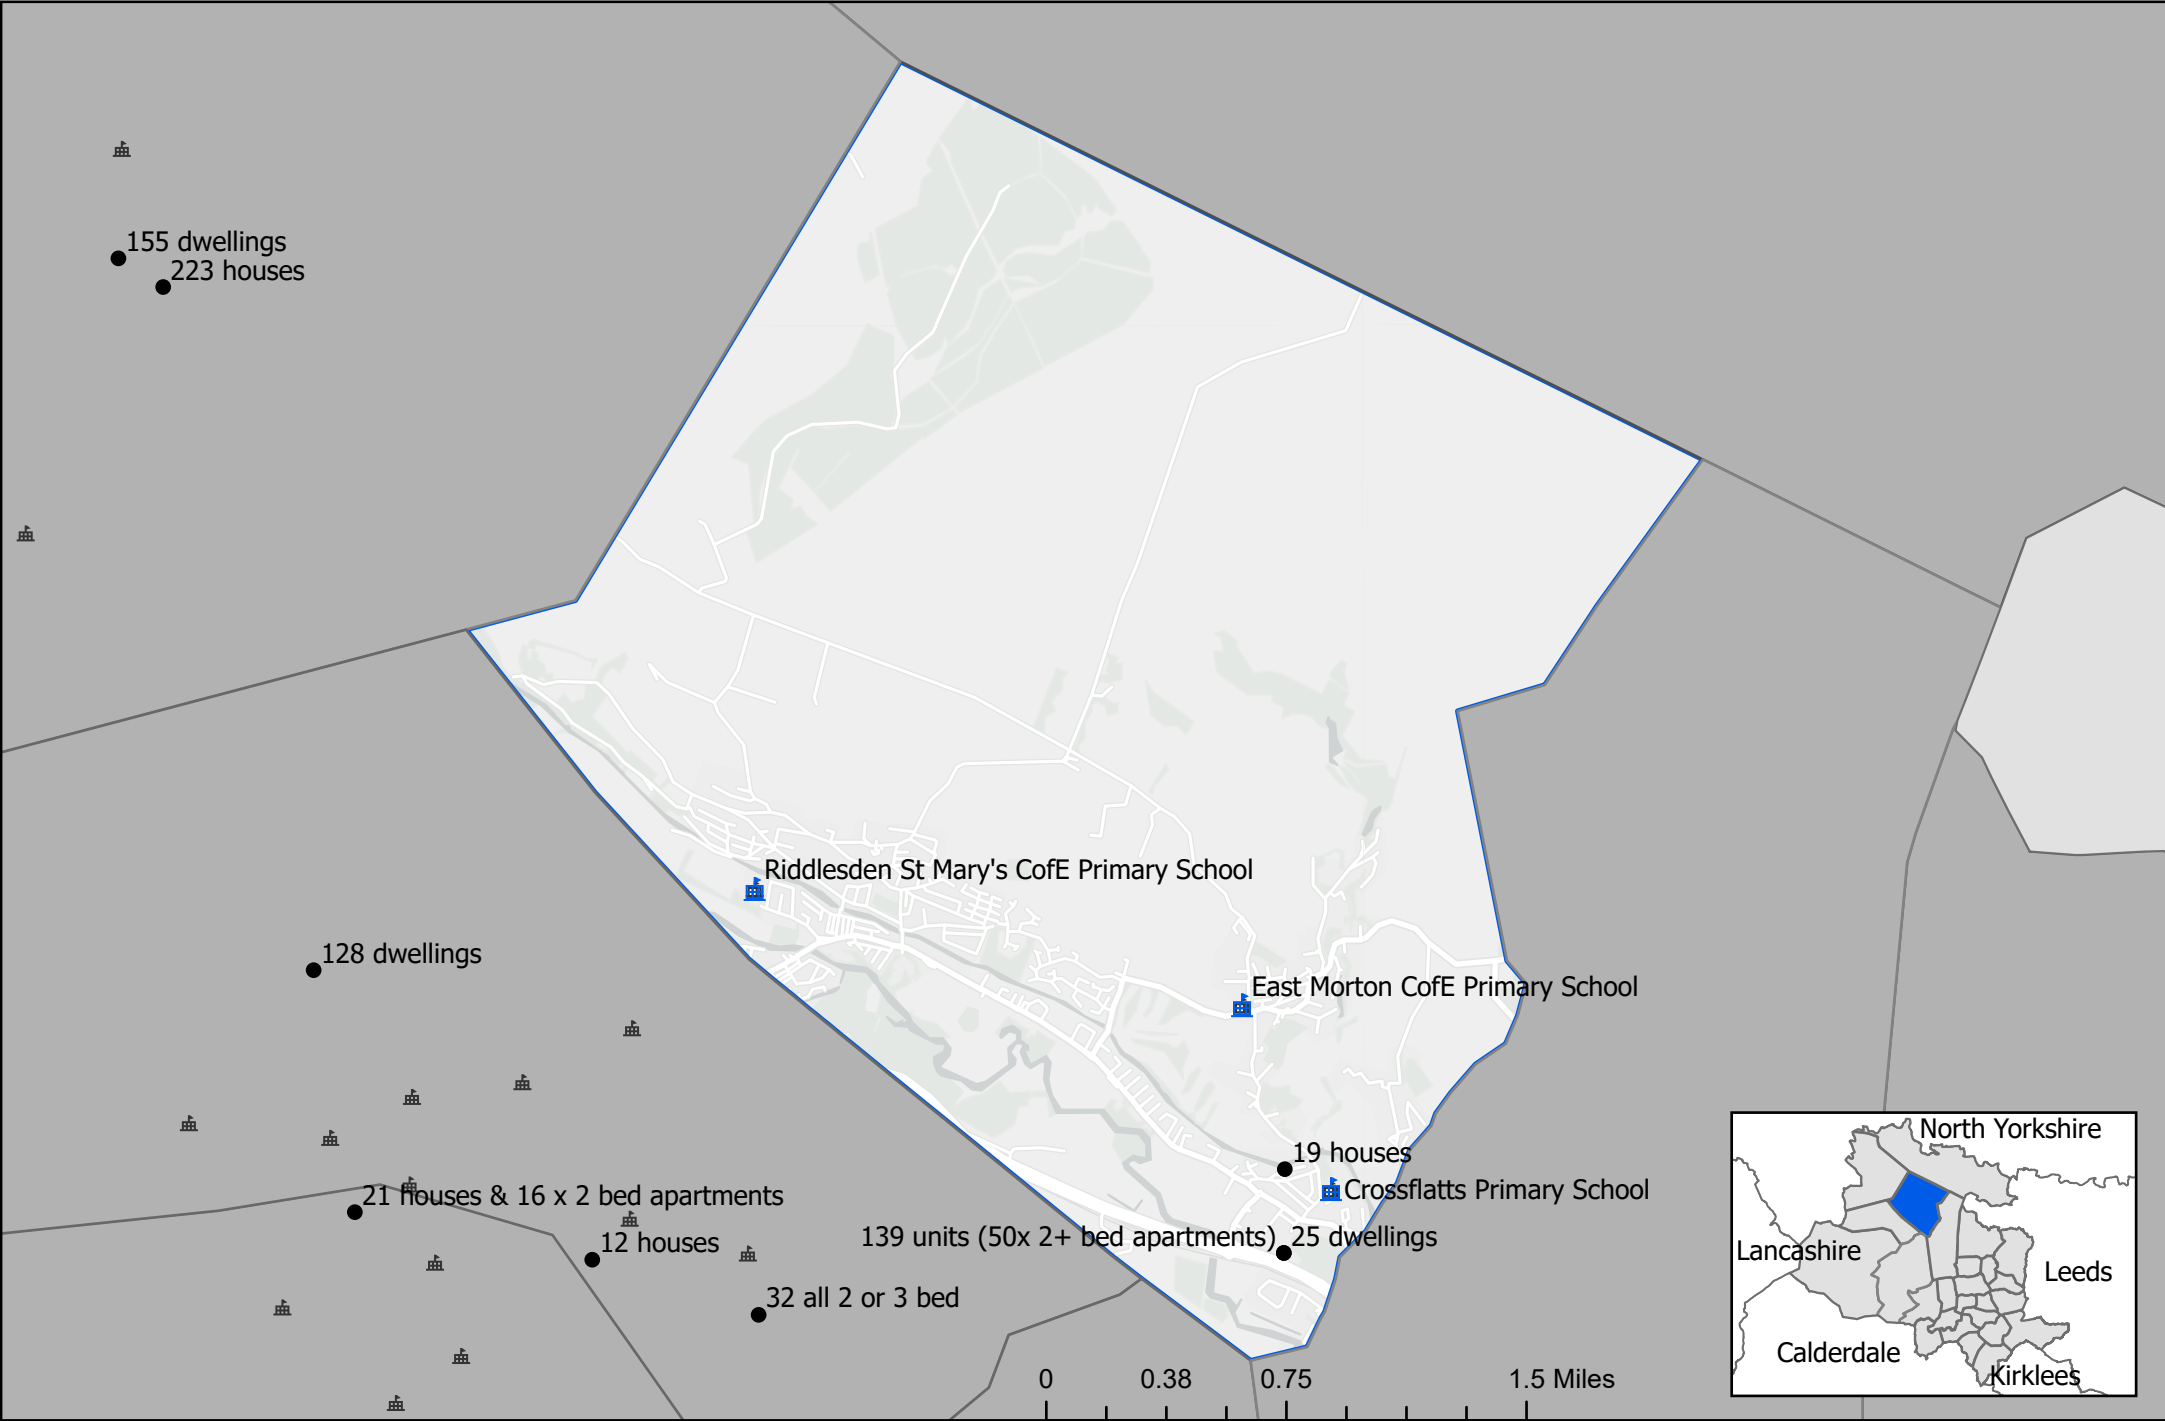 155 dwellings
223 houses
Riddlesden St Mary's CofE Primary School
128 dwellings
East Morton CofE Primary School
19 houses
Crossflatts Primary School
21 houses & 16 x 2 bed apartments
139 units (50x 2+ bed apartments)
25 dwellings
12 houses
32 all 2 or 3 bed
0 0.38 0.75 1.5 Miles
North Yorkshire
Lancashire
Leeds
Calderdale
Kirklees